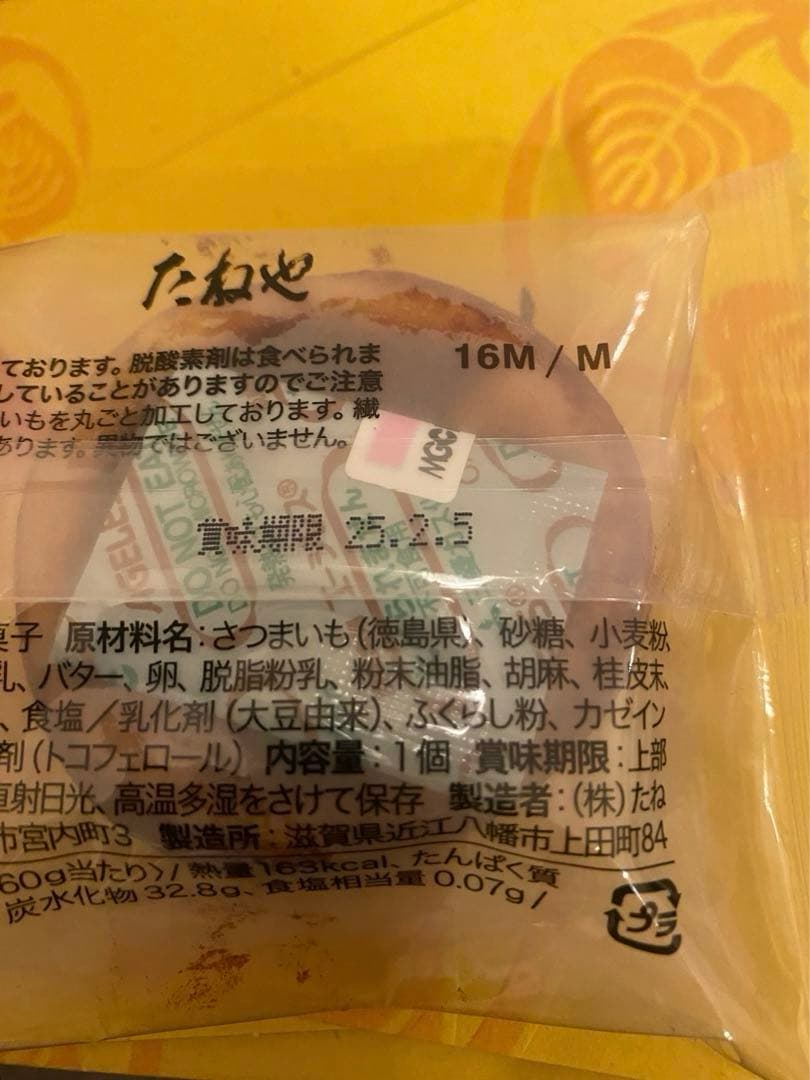 たねや
ております。脱酸素剤は食べられま
していることがありますのでご注意
いもを丸ごと加工しております。繊
あります。異物ではございません。
16M / M
MGC
DO NOT EA
賞味期限 25.2.5
菓子 原材料名:さつまいも(徳島県)、砂糖、小麦粉、
乳、バター、卵、脱脂粉乳、粉末油脂、胡麻、桂皮末、
、食塩/乳化剤(大豆由来)、ふくらし粉、カゼイン
剤(トコフェロール) 内容量:1個 賞味期限:上部
直射日光、高温多湿をさけて保存 製造者:(株)たね
市宮内町3 製造所:滋賀県近江八幡市上田町84
60g当たり〉/ 熱量163kcal、たんぱく質
炭水化物 32.8g、食塩相当量 0.07g/
プラ